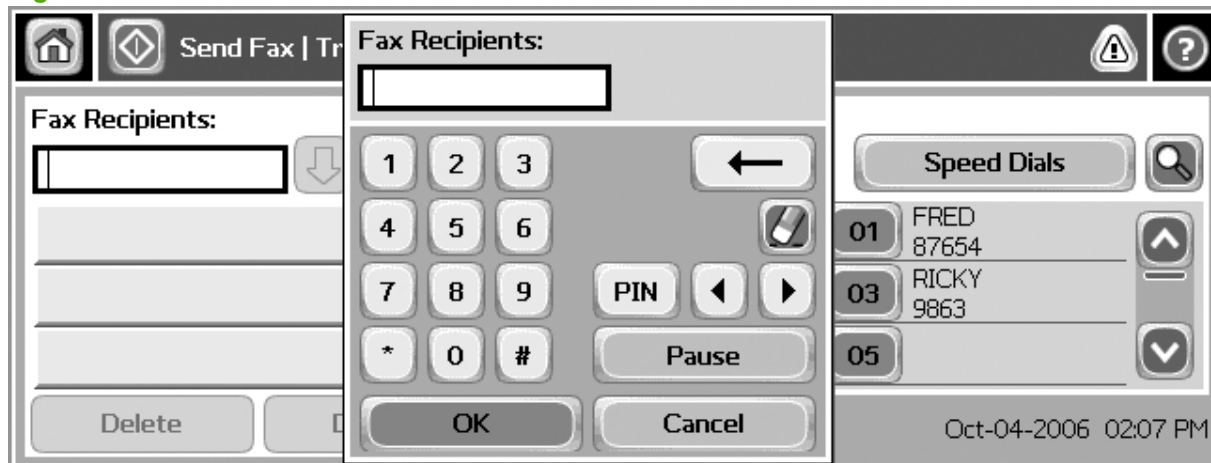 Send Fax | Tr
Fax Recipients:
?
Fax Recipients:
1 2 3
4 5 6
7 8 9
* 0 #
PIN
Pause
OK
Cancel
Speed Dials
01 FRED
87654
03 RICKY
9863
05
Delete
Oct-04-2006 02:07 PM